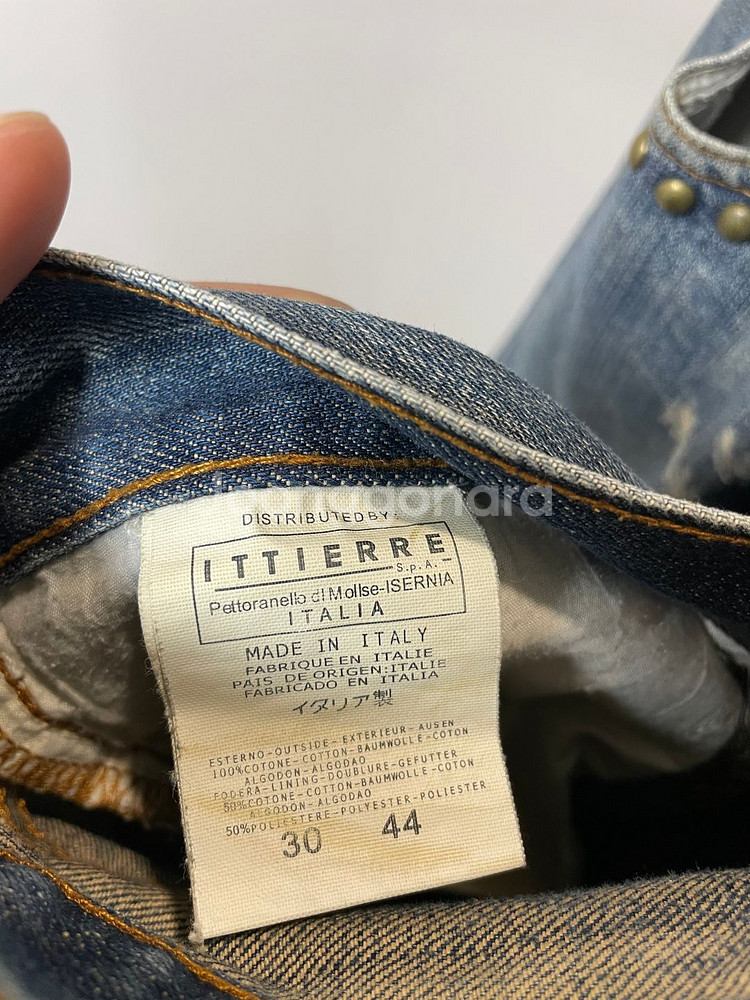 DISTRIBUTED BY:
ITTIERRE
S.p.A.
Pettoranello di Mollse-ISERNIA
ITALIA
MADE IN ITALY
FABRIQUE EN ITALIE
PAIS DE ORIGEN:ITALIE
FABRICADO EN ITALIA
イタリア製
ESTERNO-OUTSIDE-EXTERIEUR-AUSEN
100%COTONE-COTTON-BAUMWOLLE-COTON
ALGODON-ALGODAO
FODERA-LINING-DOUBLURE-GEFUTTER
50%COTONE-COTTON-BAUMWOLLE-COTON
ALGODON-ALGODAO
50%POLIESTERE-POLYESTER-POLIESTER
30 44